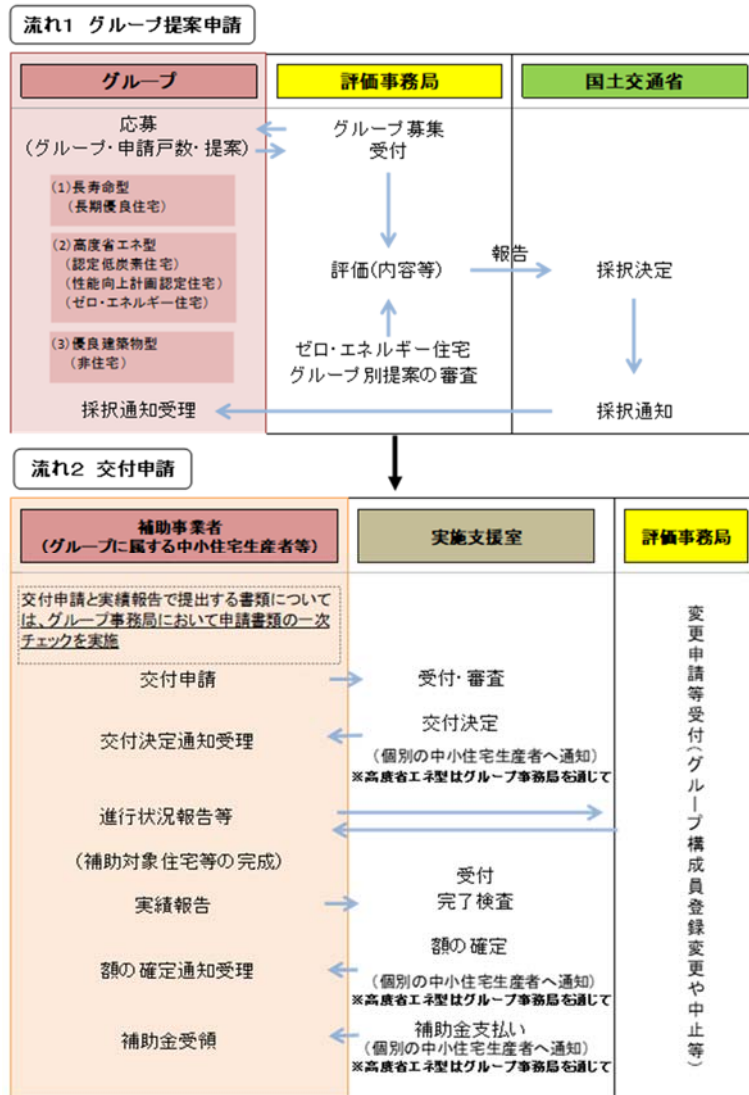 流れ1 グループ提案申請
グループ
評価事務局
国土交通省
応募
(グループ・申請戸数・提案)
グループ募集
受付
(1)長寿命型
(長期優良住宅)
(2)高度省エネ型
(認定低炭素住宅)
(性能向上計画認定住宅)
(ゼロ・エネルギー住宅)
(3)優良建築物型
(非住宅)
評価(内容等)
報告
採択決定
ゼロ・エネルギー住宅
グループ別提案の審査
採択通知受理
採択通知
流れ2 交付申請
補助事業者
(グループに属する中小住宅生産者等)
実施支援室
評価事務局
交付申請と実績報告で提出する書類について
は、グループ事務局において申請書類の一次
チェックを実施
交付申請
受付・審査
交付決定通知受理
交付決定
(個別の中小住宅生産者へ通知)
※高度省エネ型はグループ事務局を通じて
進行状況報告等
(補助対象住宅等の完成)
実績報告
受付
完了検査
額の確定通知受理
額の確定
(個別の中小住宅生産者へ通知)
※高度省エネ型はグループ事務局を通じて
補助金受領
補助金支払い
(個別の中小住宅生産者へ通知)
※高度省エネ型はグループ事務局を通じて
変更申請等受付(グループ構成員登録変更や中止等)